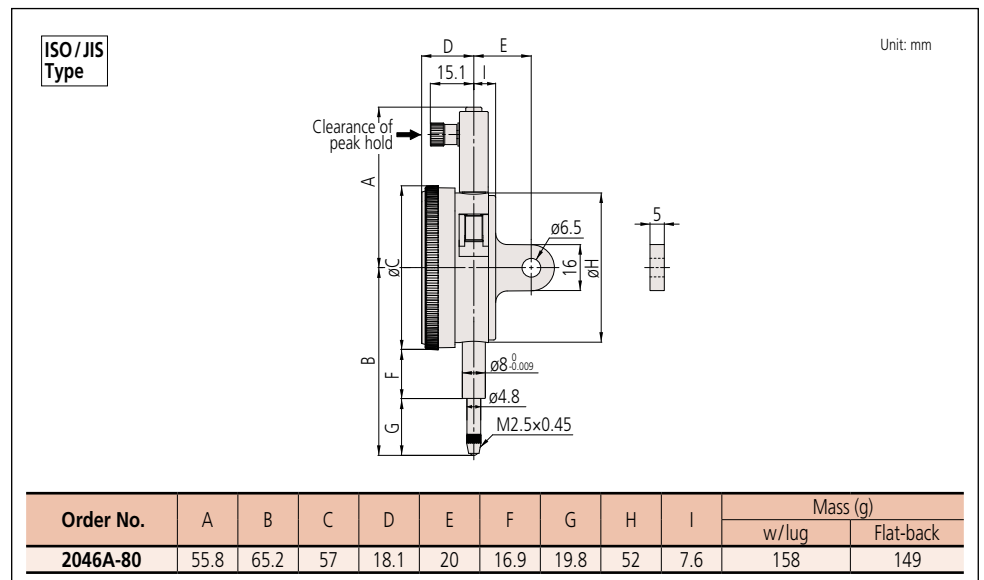 ISO/JIS
Type
Unit: mm
D
E
15.1
I
Clearance of
peak hold
A
ø6.5
5
øC
16
øH
B
F
ø8 0 -0.009
ø4.8
G
M2.5×0.45
Order No. A B C D E F G H I Mass (g)
w/lug Flat-back
2046A-80 55.8 65.2 57 18.1 20 16.9 19.8 52 7.6 158 149